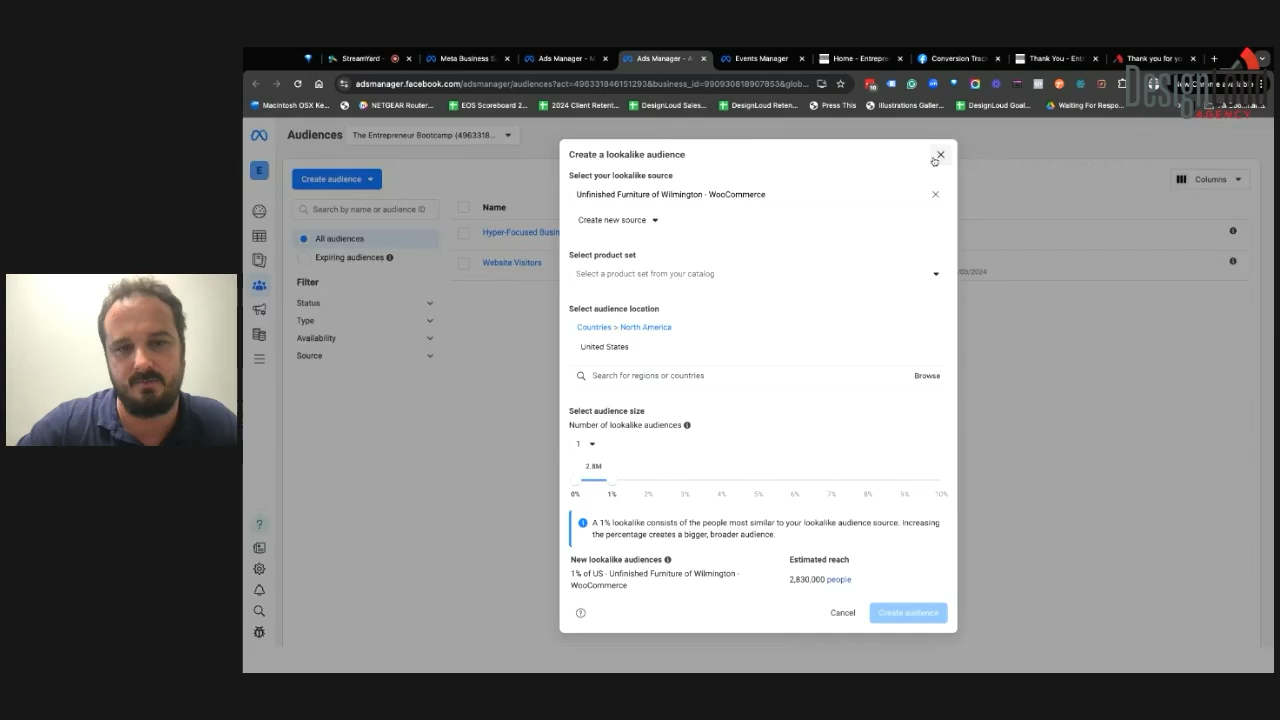 StreamYard
Meta Business S
Ads Manager - M
Ads Manager - A
Events Manager
Home - Entrepre
Conversion Trac
Thank You - Ent
Thank you for yo
adsmanager.facebook.com/adsmanager/audiences?act=496331846151293&business_id=990930818907853&glob...
Macintosh OSX Ke...
NETGEAR Router...
EOS Scoreboard 2...
2024 Client Retent...
DesignLoud Sales...
DesignLoud Reten...
Press This
Illustrations Galler...
DesignLoud Goal...
Waiting For Respo...
DesignLoud
AGENCY
Audiences
The Entrepreneur Bootcamp (4963318...
E
Create audience
Columns
Search by name or audience ID
Name
All audiences
Hyper-Focused Busin
Expiring audiences
Website Visitors
/03/2024
Filter
Status
Type
Availability
Source
Create a lookalike audience
Select your lookalike source
Unfinished Furniture of Wilmington - WooCommerce
Create new source
Select product set
Select a product set from your catalog
Select audience location
Countries > North America
United States
Search for regions or countries
Browse
Select audience size
Number of lookalike audiences
1
2.8M
0% 1% 2% 3% 4% 5% 6% 7% 8% 9% 10%
A 1% lookalike consists of the people most similar to your lookalike audience source. Increasing
the percentage creates a bigger, broader audience.
New lookalike audiences
Estimated reach
1% of US - Unfinished Furniture of Wilmington -
WooCommerce
2,830,000 people
Cancel
Create audience